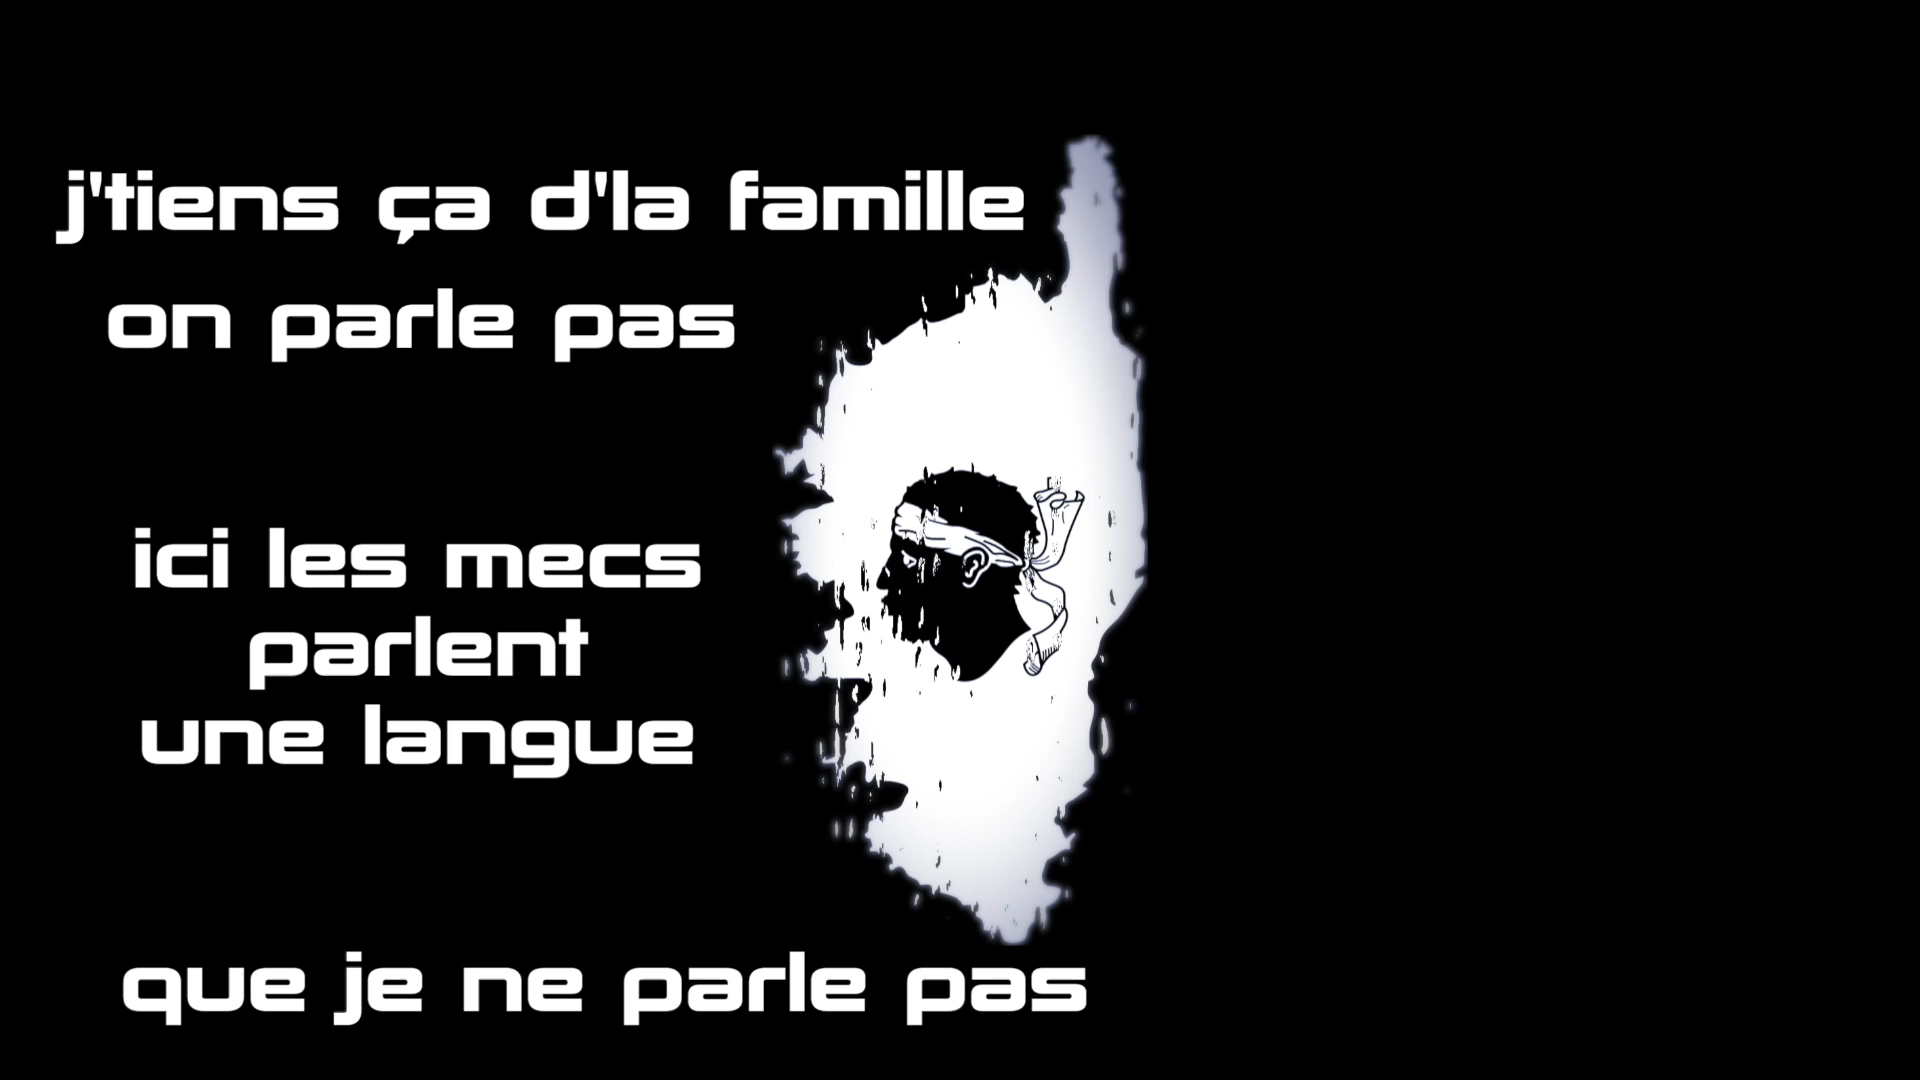 j'tiens ça d'la famille
on parle pas
ici les mecs
parlent
une langue
que je ne parle pas